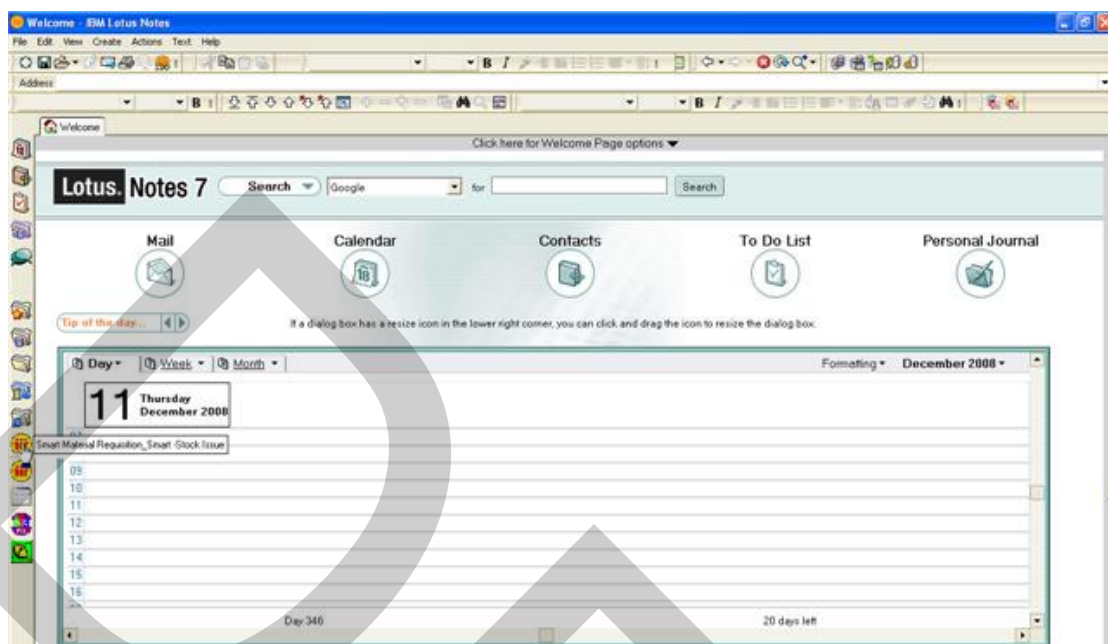 Welcome - IBM Lotus Notes
File Edit View Create Actions Text Help
Address
Welcome
Click here for Welcome Page options
Lotus. Notes 7 Search Google for Search
Mail Calendar Contacts To Do List Personal Journal
18
Tip of the day... If a dialog box has a resize icon in the lower right corner, you can click and drag the icon to resize the dialog box.
Day Week Month Formatting December 2008
11 Thursday
December 2008
Smart Material Requisition_Smart Stock Issue
09
10
11
12
13
14
15
16
Day 346 20 days left